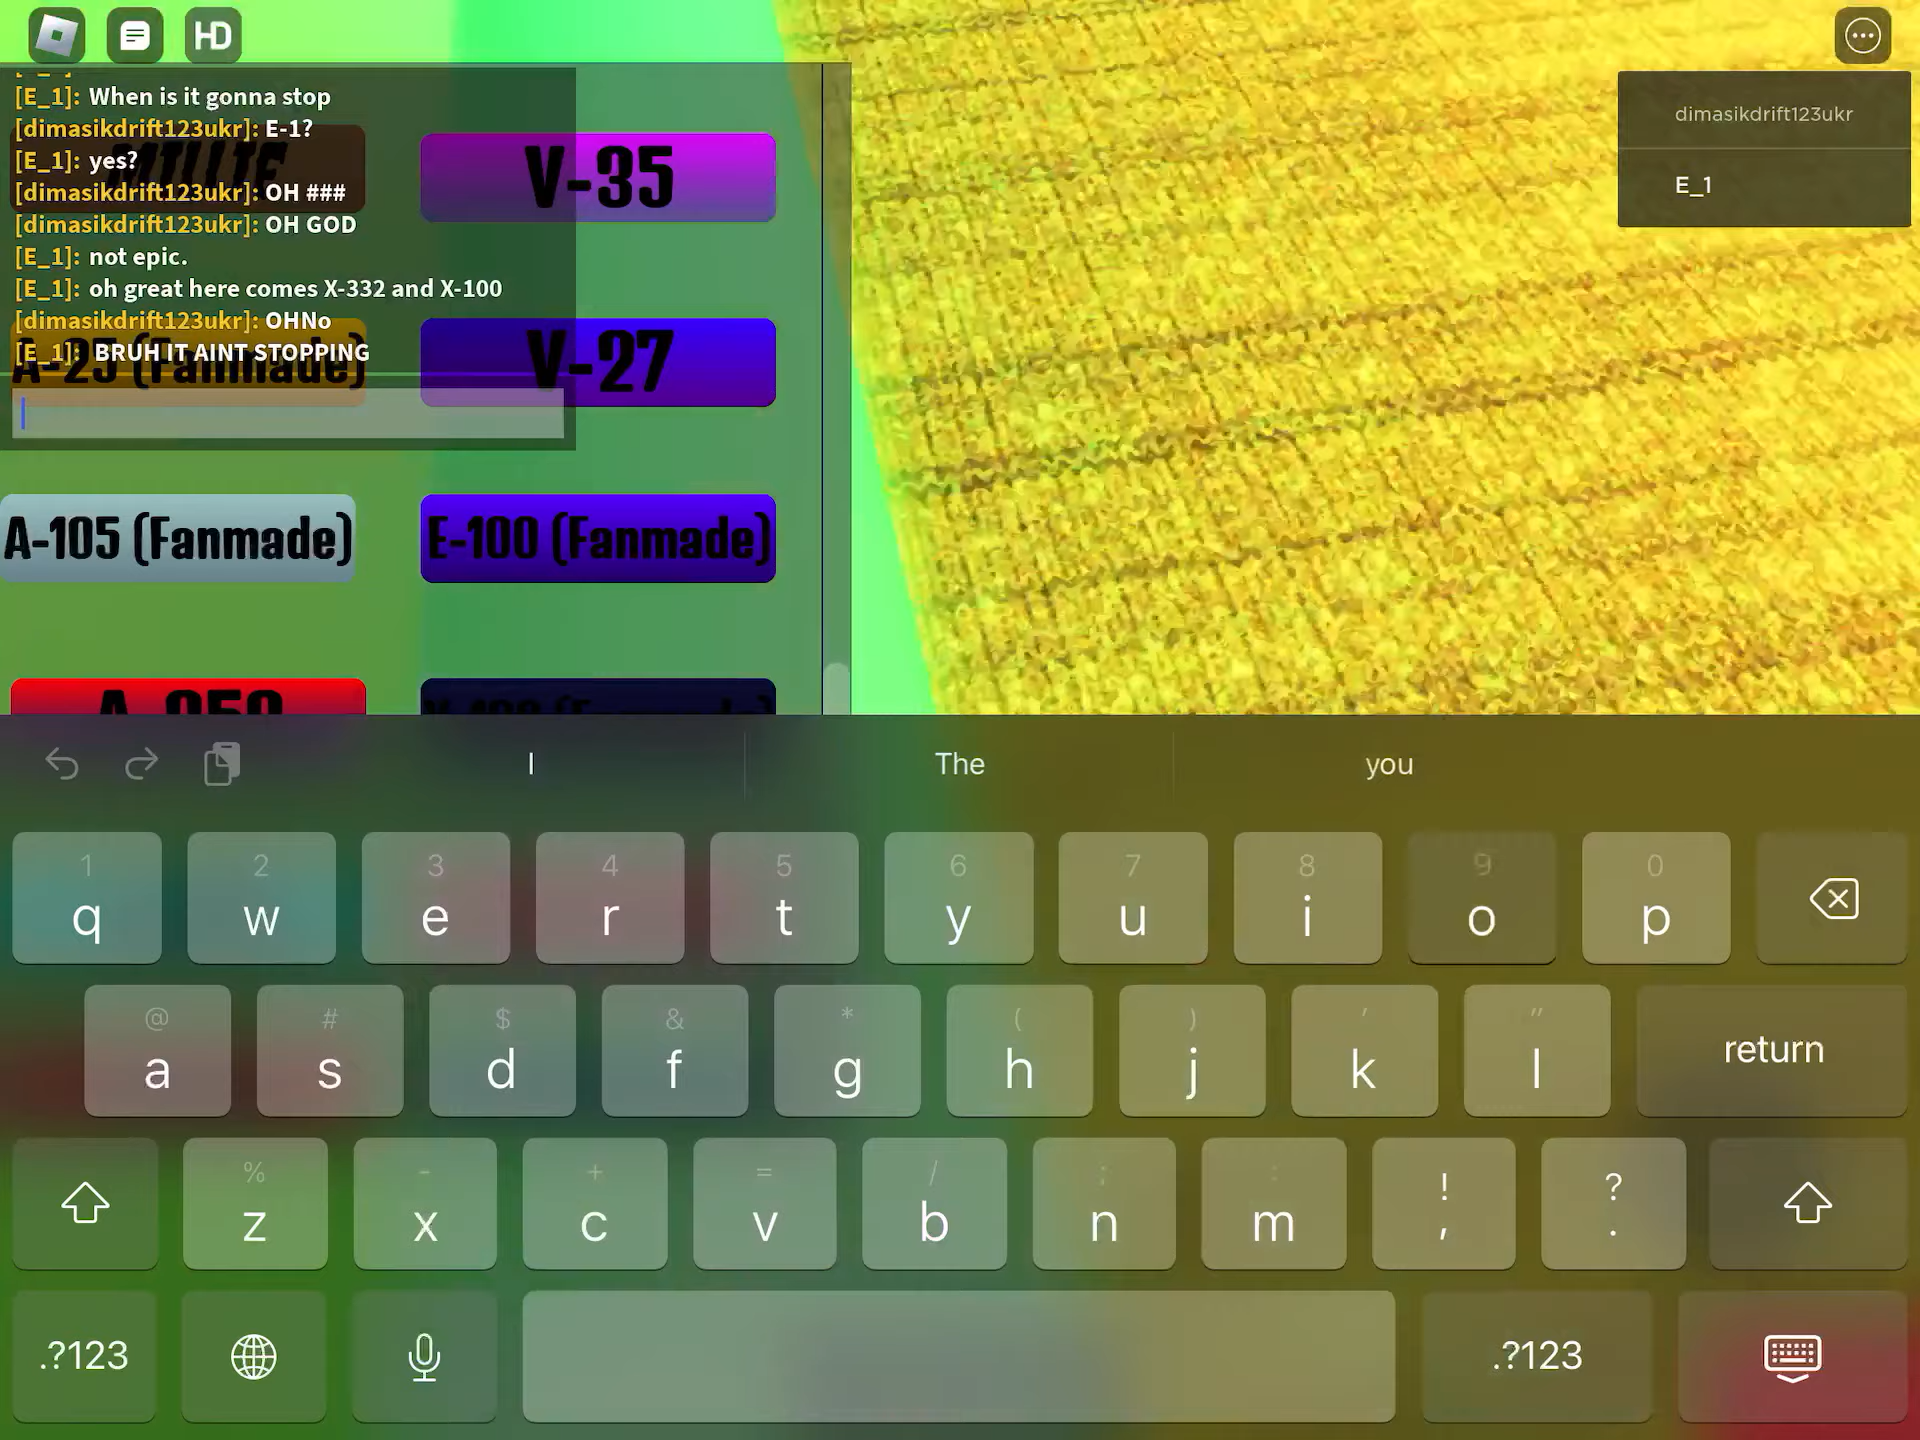 HD
[E_1]: When is it gonna stop
[dimasikdrift123ukr]: E-1?
[E_1]: yes?
[dimasikdrift123ukr]: OH ###
[dimasikdrift123ukr]: OH GOD
[E_1]: not epic.
[E_1]: oh great here comes X-332 and X-100
[dimasikdrift123ukr]: OHNo
[E_1]: BRUH IT AINT STOPPING
dimasikdrift123ukr
E_1
V-35
A-25 (Fanmade)
V-27
A-105 (Fanmade)
E-100 (Fanmade)
I The you
1 2 3 4 5 6 7 8 9 0
q w e r t y u i o p
@ # $ & * ( ) ' "
a s d f g h j k l return
% - + = / ; : ! ?
z x c v b n m , .
.?123 .?123